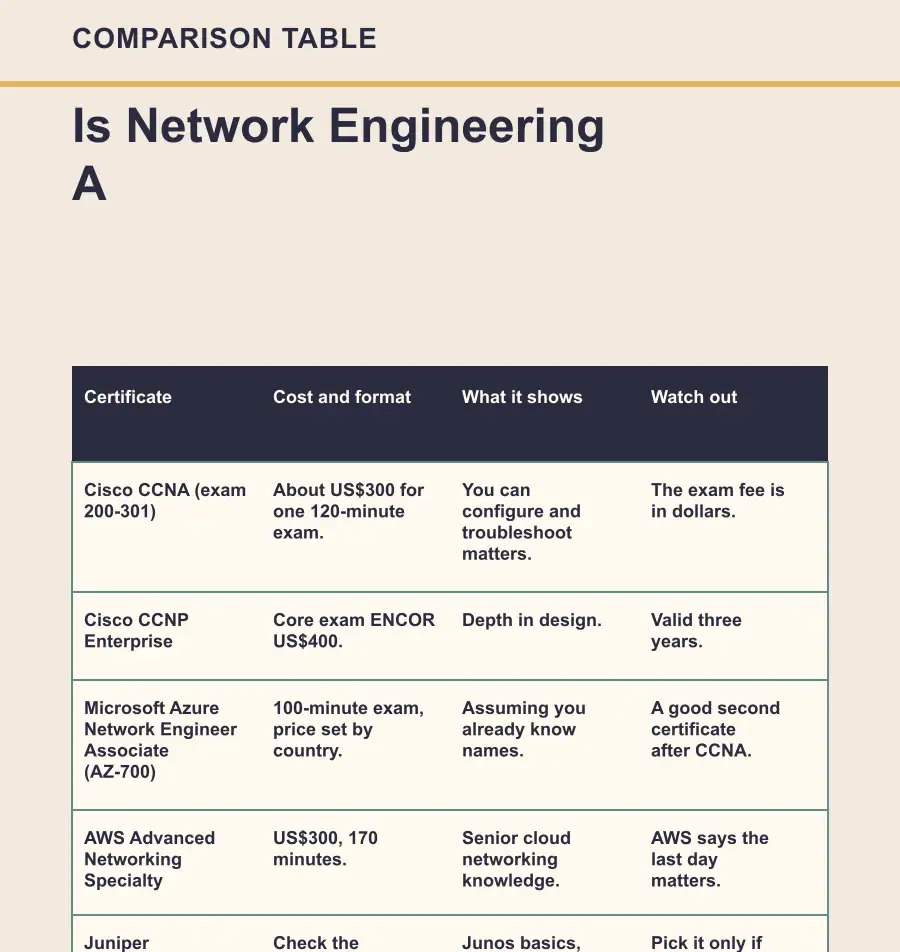 COMPARISON TABLE
Is Network Engineering
A
Certificate
Cost and format
What it shows
Watch out
Cisco CCNA (exam
200-301)
About US$300 for
one 120-minute
exam.
You can
configure and
troubleshoot
matters.
The exam fee is
in dollars.
Cisco CCNP
Enterprise
Core exam ENCOR
US$400.
Depth in design.
Valid three
years.
Microsoft Azure
Network Engineer
Associate
(AZ-700)
100-minute exam,
price set by
country.
Assuming you
already know
names.
A good second
certificate
after CCNA.
AWS Advanced
Networking
Specialty
US$300, 170
minutes.
Senior cloud
networking
knowledge.
AWS says the
last day
matters.
Juniper
Check the
Junos basics,
Pick it only if